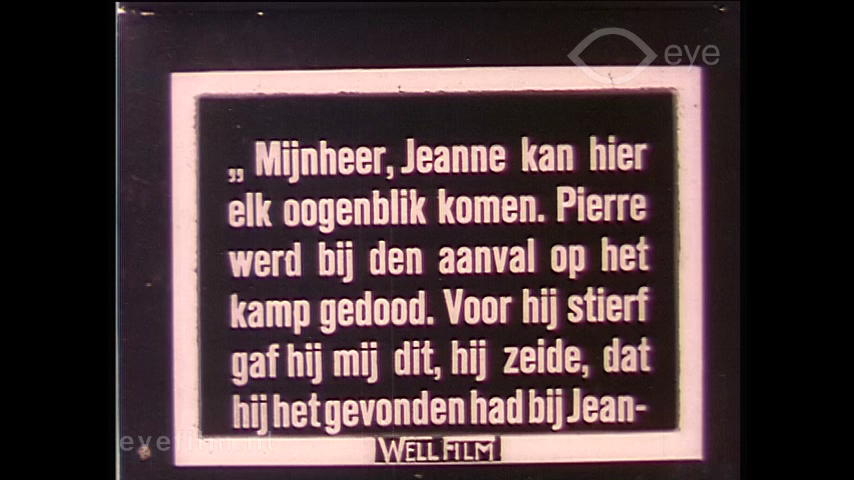 eye
„ Mijnheer, Jeanne kan hier
elk oogenblik komen. Pierre
werd bij den aanval op het
kamp gedood. Voor hij stierf
gaf hij mij dit, hij zeide, dat
hij het gevonden had bij Jean-
eyefilm.nl
WELL FILM